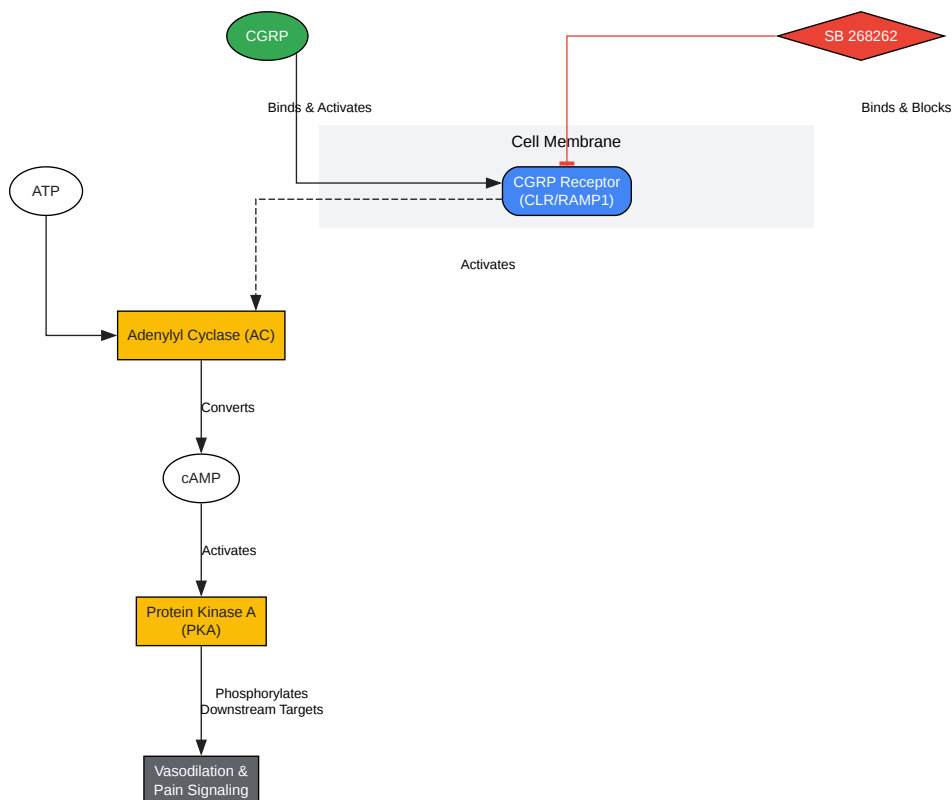 CGRP
SB 268262
Binds & Activates
Binds & Blocks
Cell Membrane
CGRP Receptor
(CLR/RAMP1)
ATP
Activates
Adenylyl Cyclase (AC)
Converts
cAMP
Activates
Protein Kinase A
(PKA)
Phosphorylates
Downstream Targets
Vasodilation &
Pain Signaling